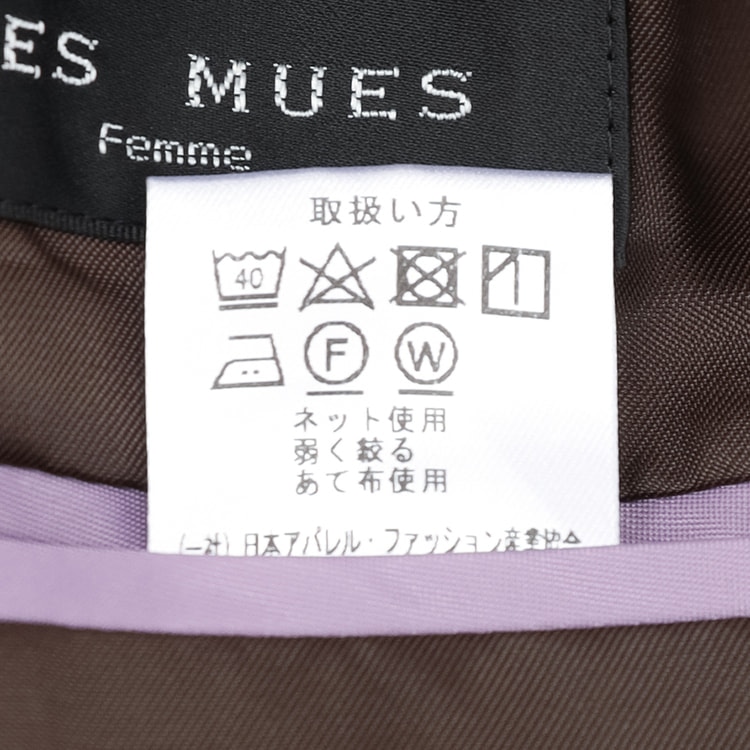 ES MUES
Femme
取扱い方
40
F W
ネット使用
弱く絞る
あて布使用
(一社) 日本アパレル・ファッション産業協会